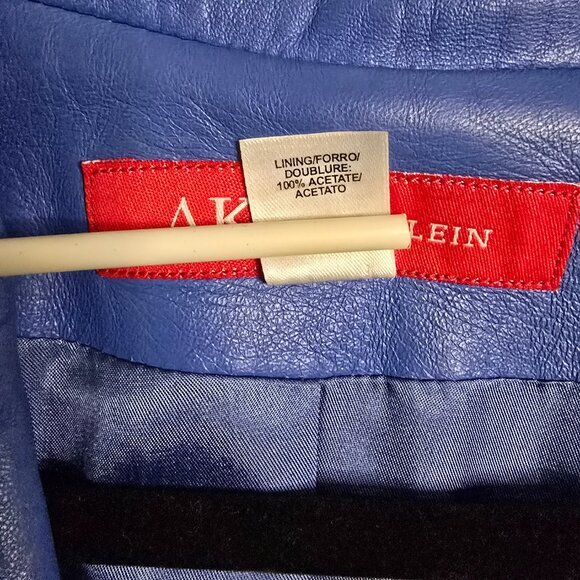 LINING/FORRO/
DOUBLURE:
100% ACETATE/
ACETATO
AK
LEIN